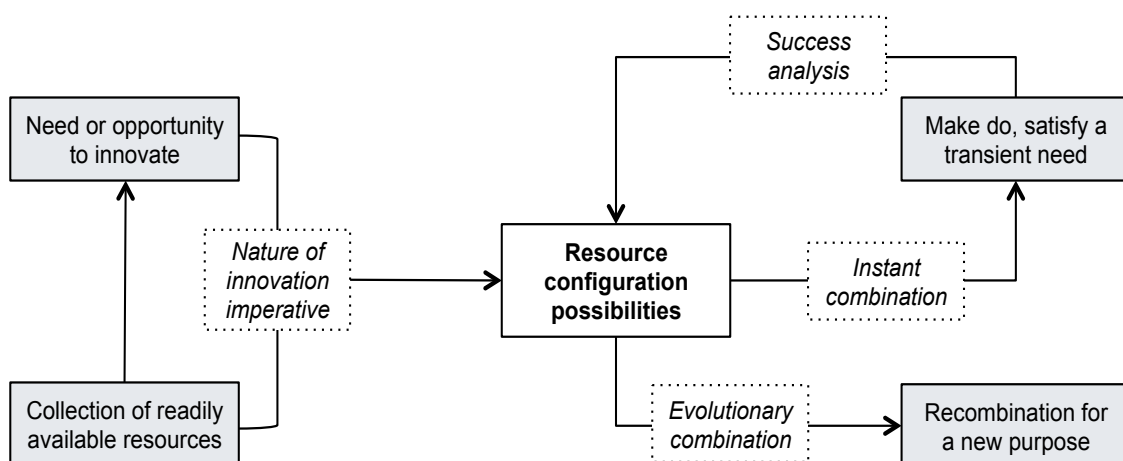 Success
analysis
Need or opportunity
to innovate
Make do, satisfy a
transient need
Nature of
innovation
imperative
Resource
configuration
possibilities
Instant
combination
Collection of readily
available resources
Evolutionary
combination
Recombination for
a new purpose